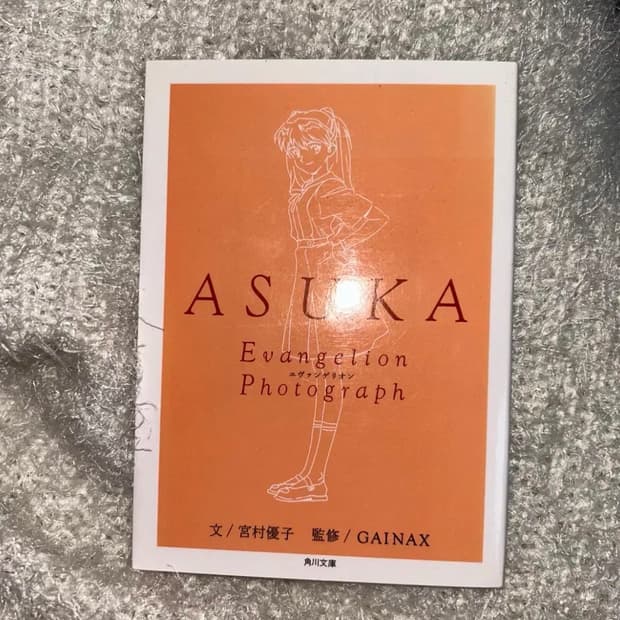 ASUKA
Evangelion
エヴァンゲリオン
Photograph
文/宮村優子 監修/GAINAX
角川文庫